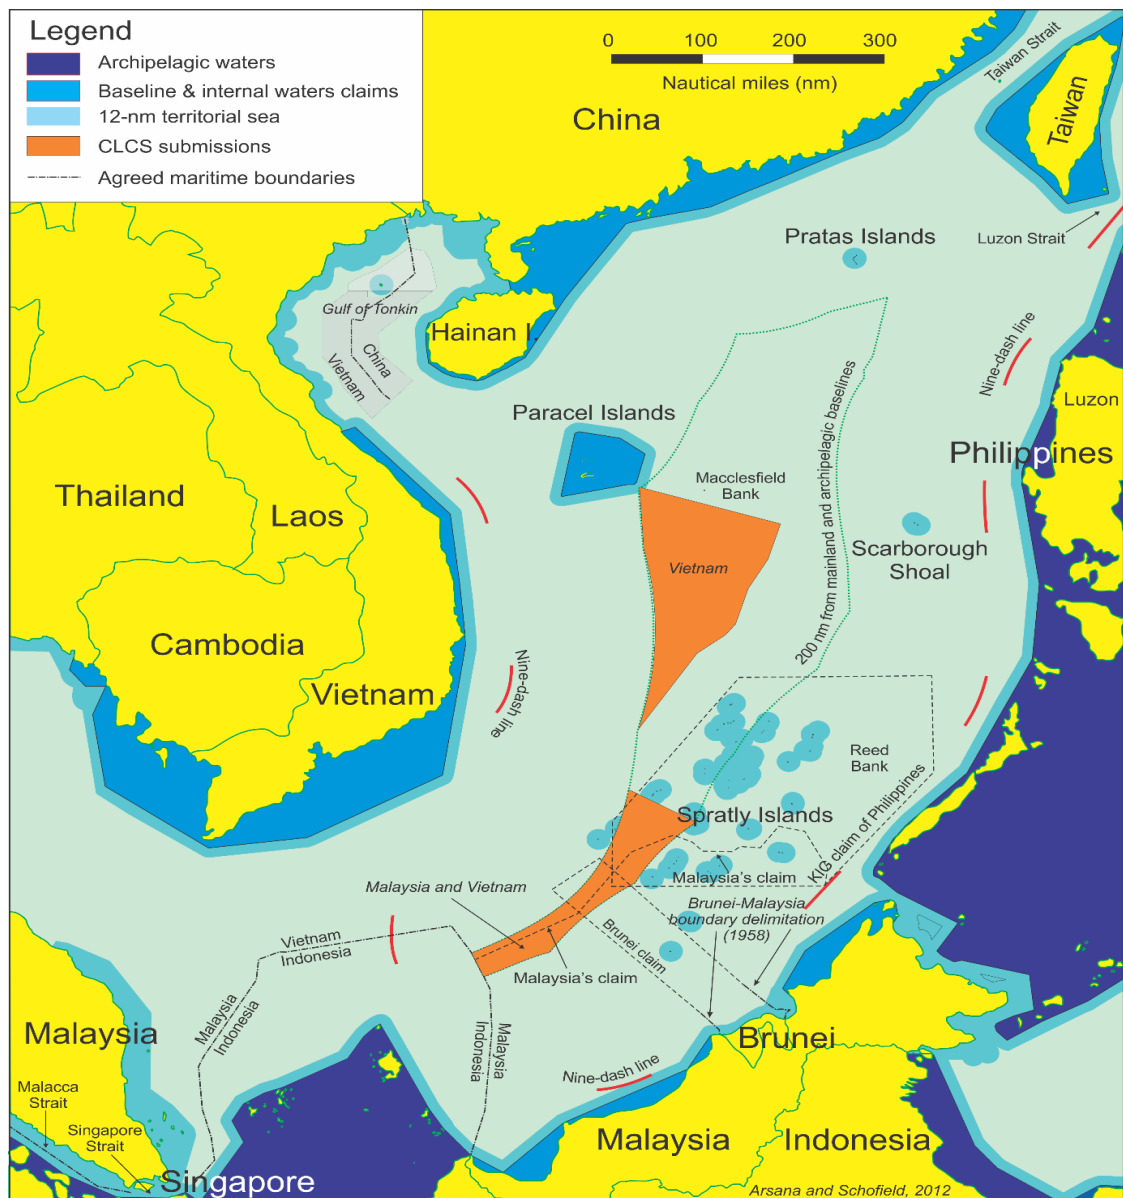 Legend
Archipelagic waters
Baseline & internal waters claims
12-nm territorial sea
CLCS submissions
Agreed maritime boundaries
0 100 200 300
Nautical miles (nm)
Taiwan Strait
Taiwan
China
Luzon Strait
Pratas Islands
Gulf of Tonkin
Hainan I.
China
Vietnam
Nine-dash line
Luzon
Paracel Islands
Philippines
Macclesfield
Bank
200 nm from mainland and archipelagic baselines
Thailand
Laos
Scarborough
Shoal
Vietnam
Cambodia
Vietnam
Nine-dash line
Reed
Bank
Spratly Islands
KIG claim of Philippines
Malaysia's claim
Malaysia and Vietnam
Brunei-Malaysia
boundary delimitation
(1958)
Brunei claim
Vietnam
Indonesia
Malaysia's claim
Malaysia
Indonesia
Malaysia
Indonesia
Malaysia
Brunei
Nine-dash line
Malacca
Strait
Singapore
Strait
Malaysia
Indonesia
Singapore
Arsana and Schofield, 2012